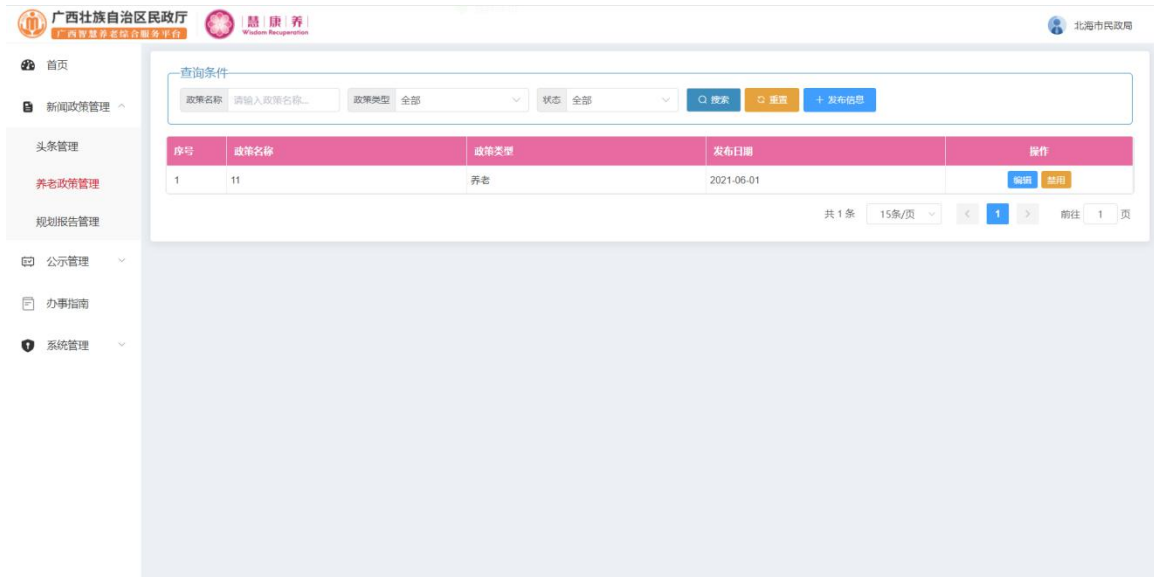 广西壮族自治区民政厅
广西智慧养老综合服务平台
慧康养
Wisdom Recuperation
北海市民政局
首页
新闻政策管理
头条管理
养老政策管理
规划报告管理
公示管理
办事指南
系统管理
查询条件
政策名称 请输入政策名称... 政策类型 全部 状态 全部 搜索 重置 + 发布信息
序号 政策名称 政策类型 发布日期 操作
1 11 养老 2021-06-01 编辑 禁用
共 1 条 15条/页 < 1 > 前往 1 页